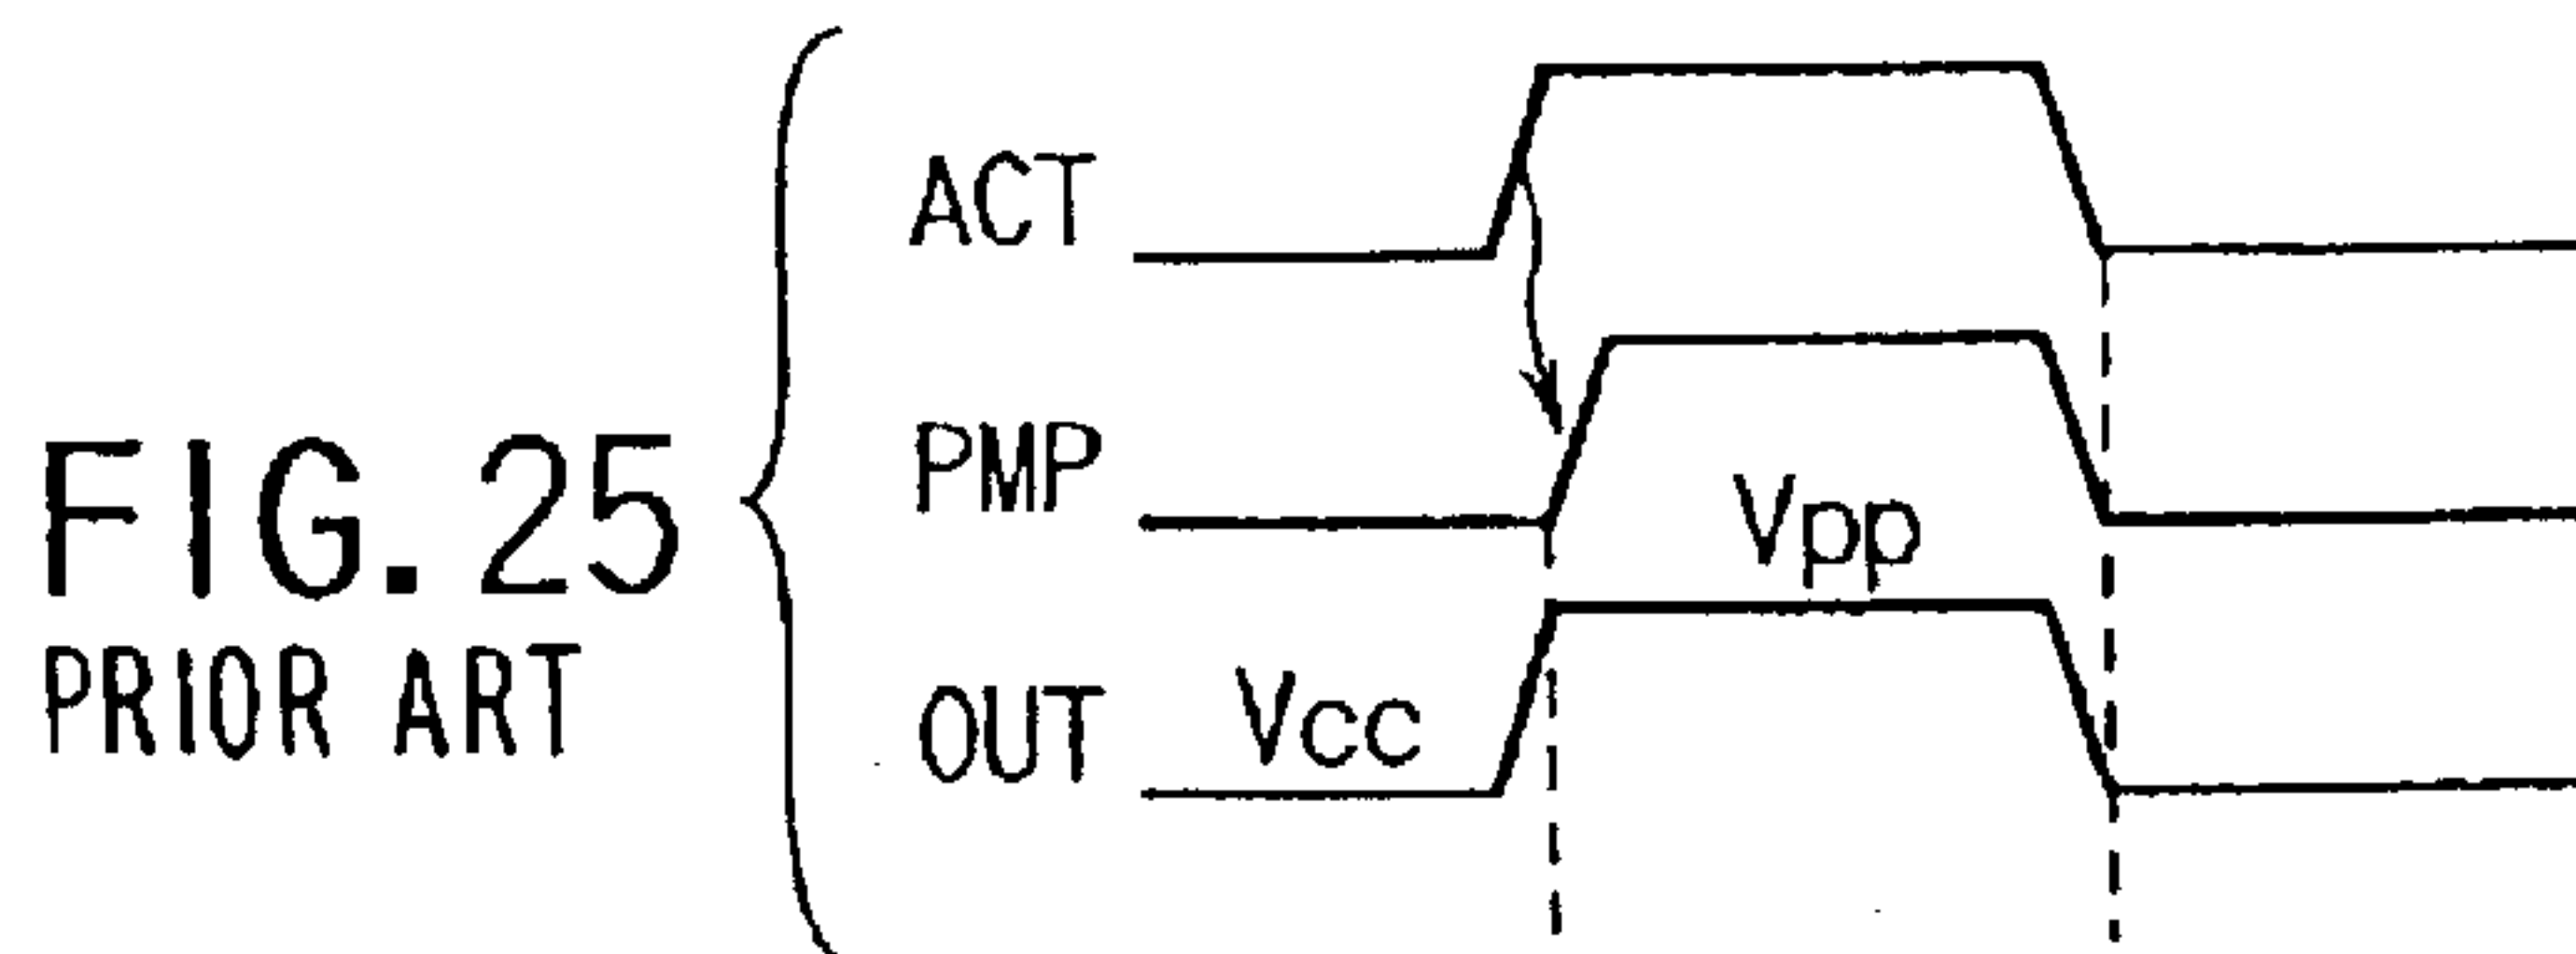 FIG. 25
PRIOR ART
ACT
PMP
Vpp
OUT
Vcc